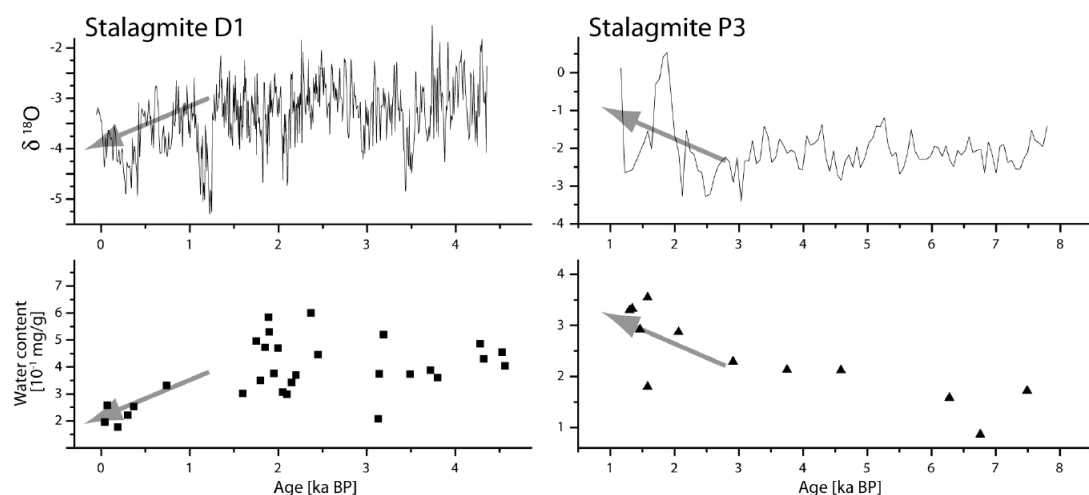 Stalagmite D1
Stalagmite P3
δ ¹⁸O
-2
-3
-4
-5
0 1 2 3 4
0
-1
-2
-3
-4
1 2 3 4 5 6 7 8
Water content
[10⁻¹ mg/g]
7
6
5
4
3
2
0 1 2 3 4
Age [ka BP]
4
3
2
1
1 2 3 4 5 6 7 8
Age [ka BP]